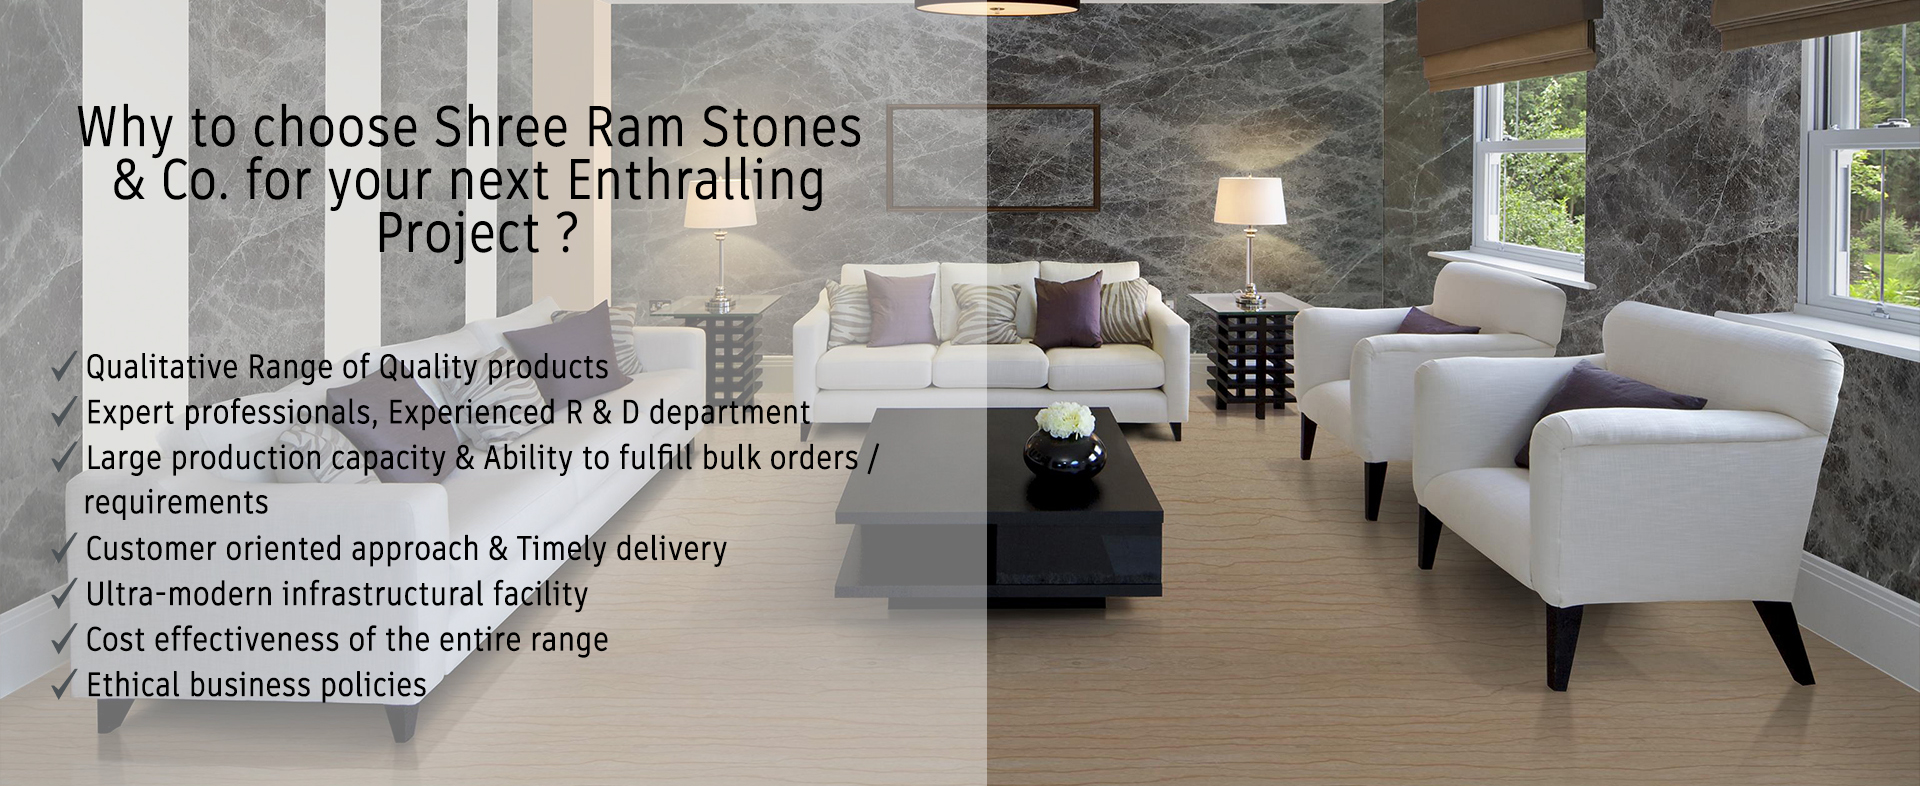 Why to choose Shree Ram Stones
& Co. for your next Enthralling
Project ?
✓ Qualitative Range of Quality products
✓ Expert professionals, Experienced R & D department
✓ Large production capacity & Ability to fulfill bulk orders /
requirements
✓ Customer oriented approach & Timely delivery
✓ Ultra-modern infrastructural facility
✓ Cost effectiveness of the entire range
✓ Ethical business policies